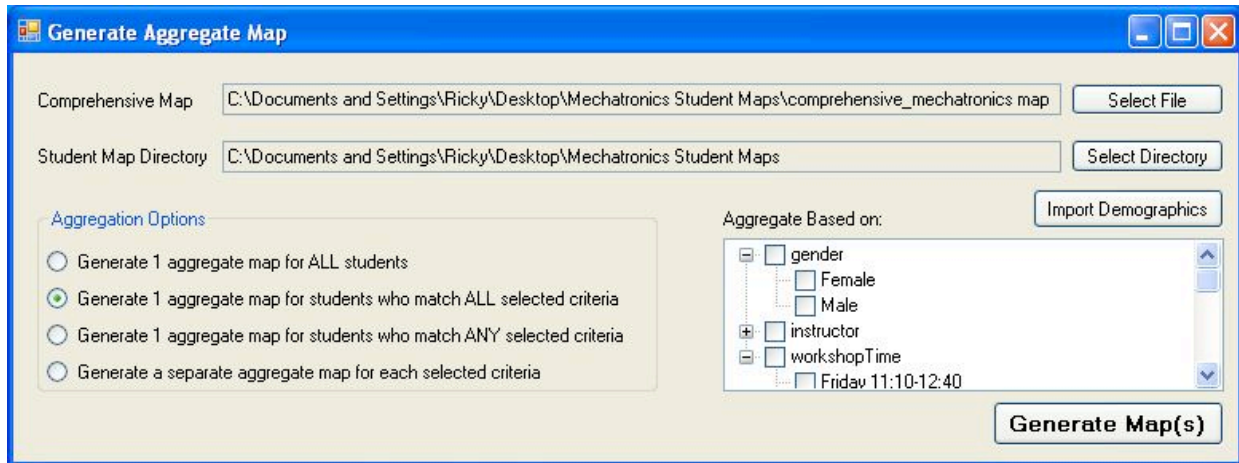 Generate Aggregate Map
Comprehensive Map C:\Documents and Settings\Ricky\Desktop\Mechatronics Student Maps\comprehensive_mechatronics map Select File
Student Map Directory C:\Documents and Settings\Ricky\Desktop\Mechatronics Student Maps Select Directory
Import Demographics
Aggregation Options
Generate 1 aggregate map for ALL students
Generate 1 aggregate map for students who match ALL selected criteria
Generate 1 aggregate map for students who match ANY selected criteria
Generate a separate aggregate map for each selected criteria
Aggregate Based on:
gender
Female
Male
instructor
workshopTime
Friday 11:10-12:40
Generate Map(s)